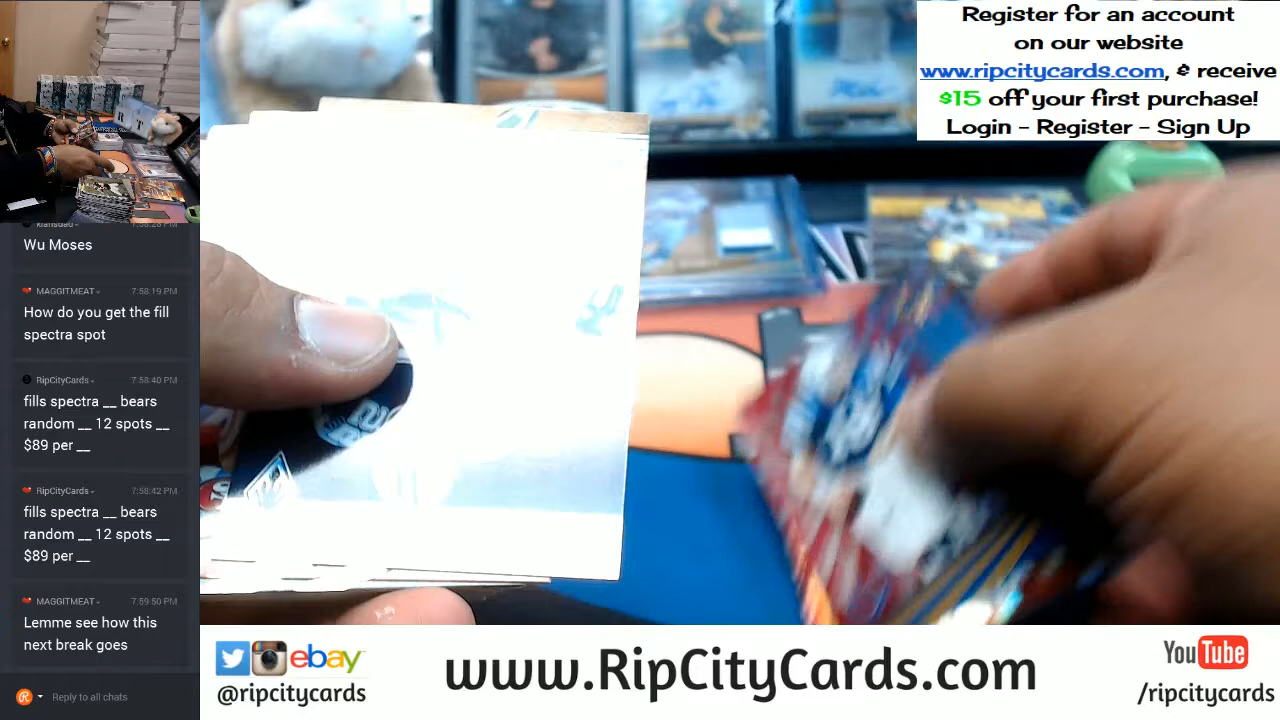 Register for an account
on our website
www.ripcitycards.com, & receive
$15 off your first purchase!
Login - Register - Sign Up
Wu Moses
MAGGITMEAT 7:58:19 PM
How do you get the fill
spectra spot
RipCityCards 7:58:40 PM
fills spectra __ bears
random __ 12 spots __
$89 per __
RipCityCards 7:58:42 PM
fills spectra __ bears
random __ 12 spots __
$89 per __
MAGGITMEAT 7:59:50 PM
Lemme see how this
next break goes
Reply to all chats
ebay
@ripcitycards
www.RipCityCards.com
YouTube
/ripcitycards